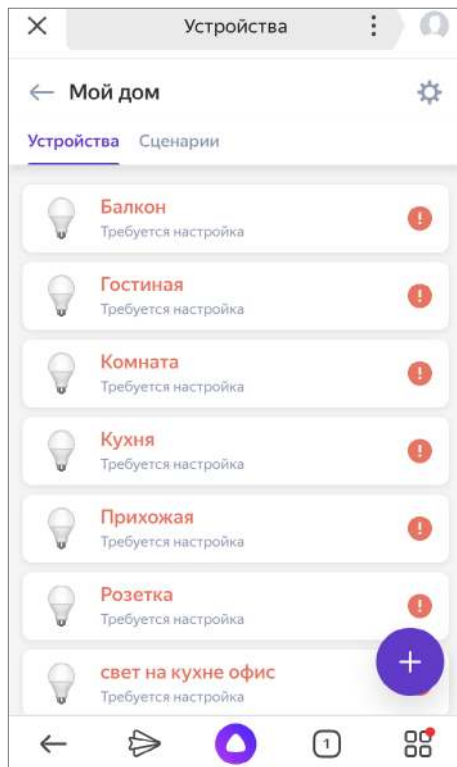 Устройства
Мой дом
Устройства Сценарии
Балкон
Требуется настройка
Гостиная
Требуется настройка
Комната
Требуется настройка
Кухня
Требуется настройка
Прихожая
Требуется настройка
Розетка
Требуется настройка
свет на кухне офис
Требуется настройка
1